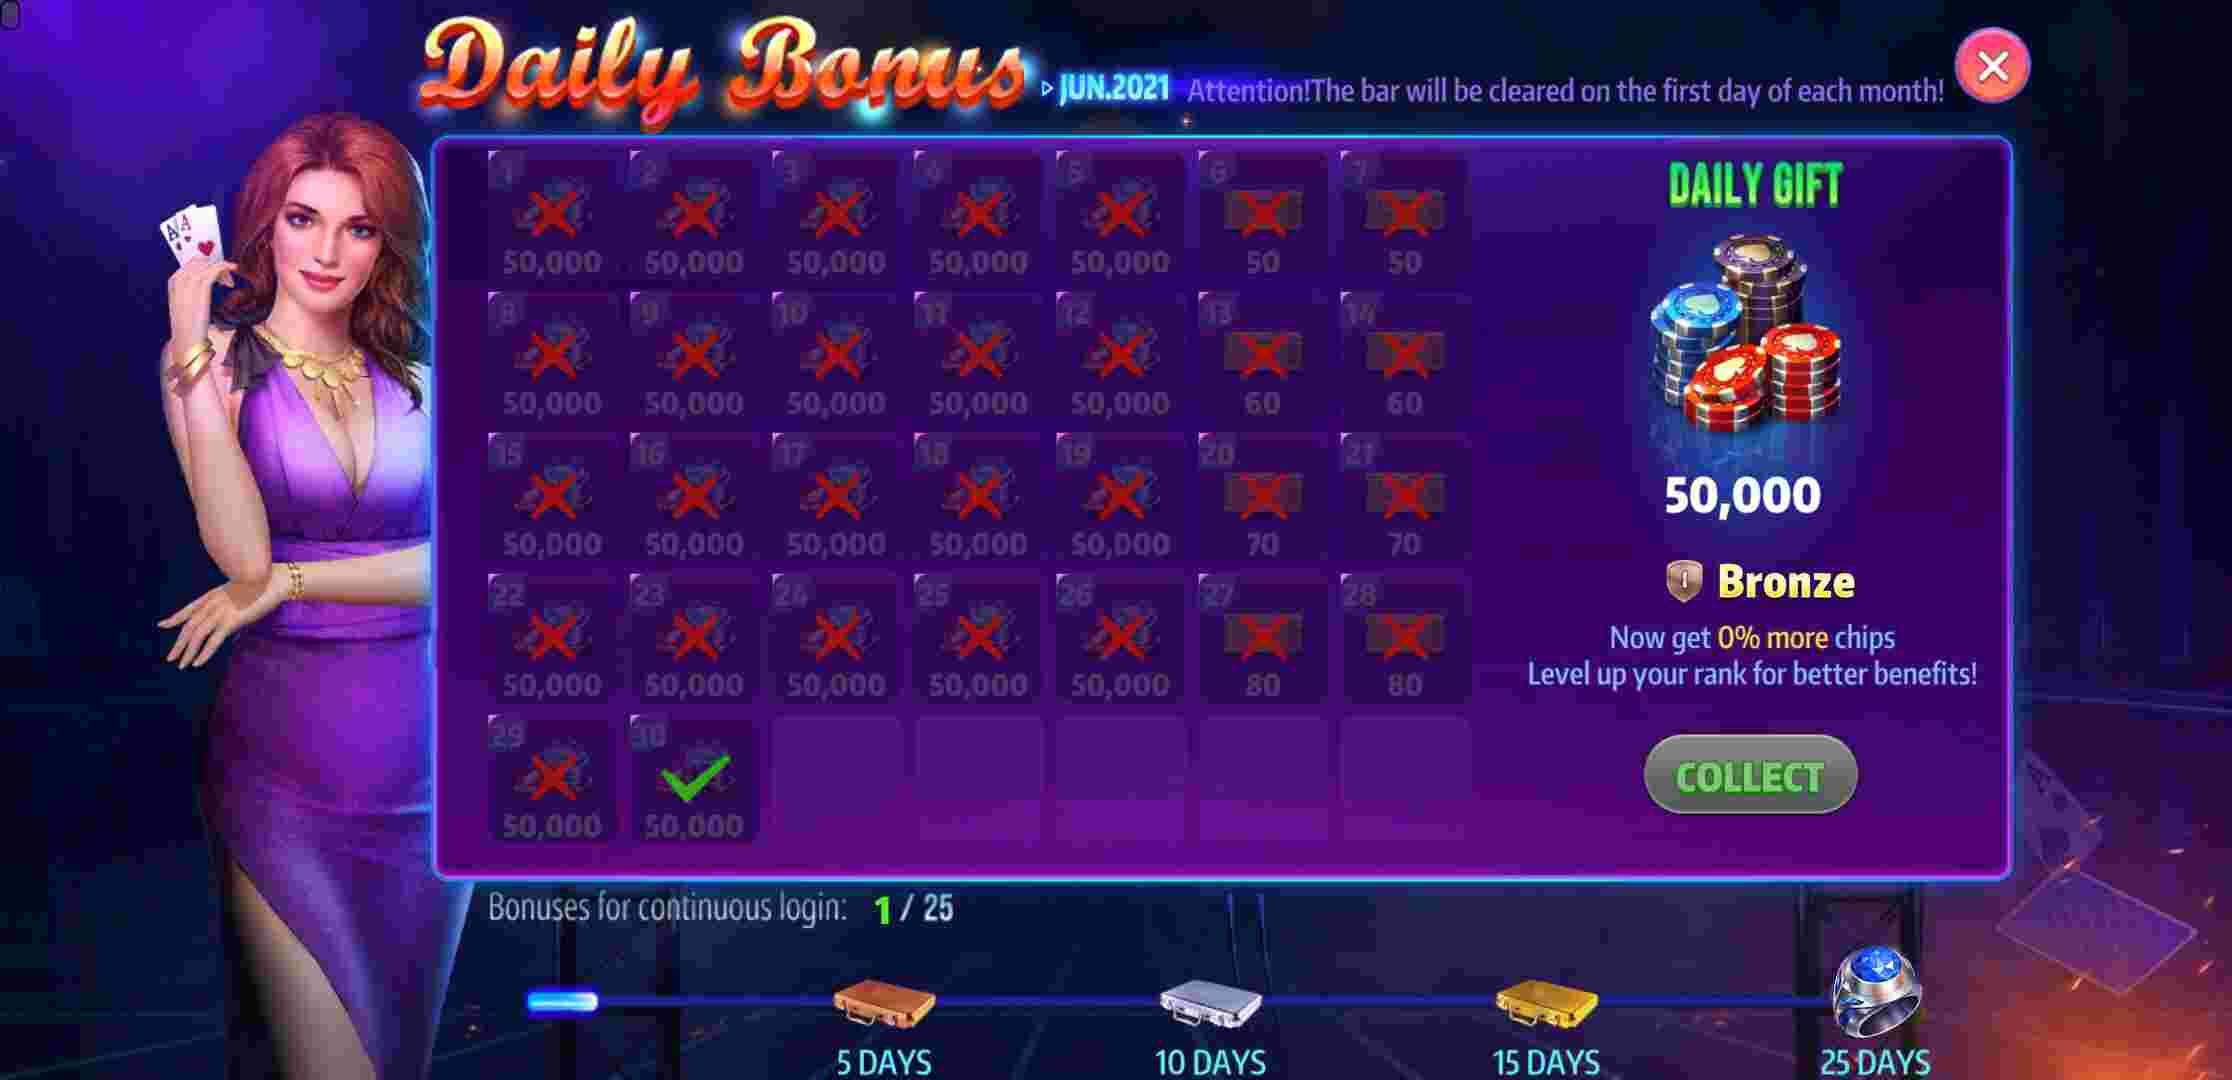 Daily Bonus
JUN.2021
Attention!The bar will be cleared on the first day of each month!
1 2 3 4 5 6 7
50,000 50,000 50,000 50,000 50,000 50 50
8 9 10 11 12 13 14
50,000 50,000 50,000 50,000 50,000 60 60
15 16 17 18 19 20 21
50,000 50,000 50,000 50,000 50,000 70 70
22 23 24 25 26 27 28
50,000 50,000 50,000 50,000 50,000 80 80
29 30
50,000 50,000
DAILY GIFT
50,000
Bronze
Now get 0% more chips
Level up your rank for better benefits!
COLLECT
Bonuses for continuous login: 1 / 25
5 DAYS 10 DAYS 15 DAYS 25 DAYS